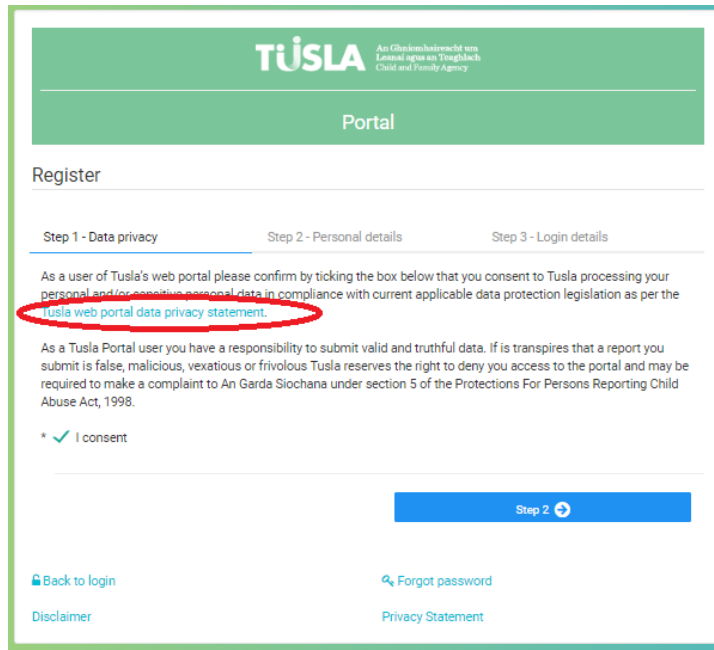 TUSLA
An Ghníomhaireacht um
Leanaí agus an Teaghlach
Child and Family Agency
Portal
Register
Step 1 - Data privacy
Step 2 - Personal details
Step 3 - Login details
As a user of Tusla's web portal please confirm by ticking the box below that you consent to Tusla processing your
personal and/or sensitive personal data in compliance with current applicable data protection legislation as per the
Tusla web portal data privacy statement.
As a Tusla Portal user you have a responsibility to submit valid and truthful data. If is transpires that a report you
submit is false, malicious, vexatious or frivolous Tusla reserves the right to deny you access to the portal and may be
required to make a complaint to An Garda Siochana under section 5 of the Protections For Persons Reporting Child
Abuse Act, 1998.
* ✓ I consent
Step 2
Back to login
Forgot password
Disclaimer
Privacy Statement